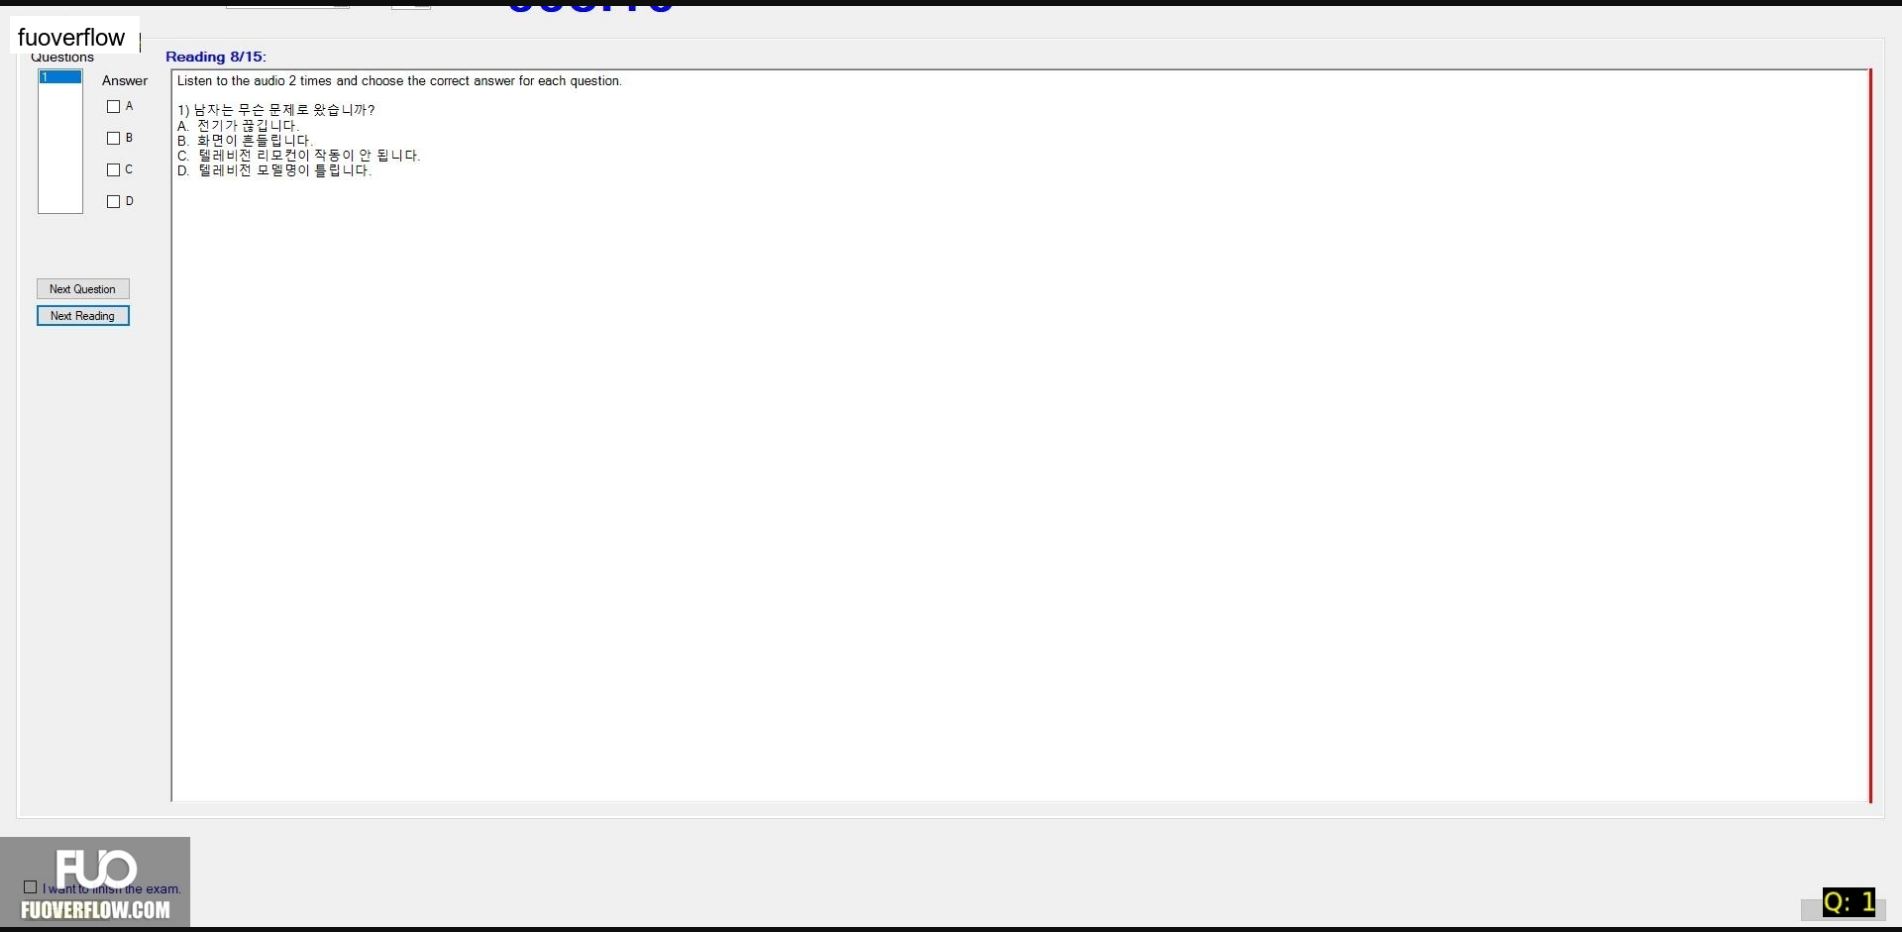 fuoverflow
Questions
Reading 8/15:
1
Answer
A
B
C
D
Next Question
Next Reading
Listen to the audio 2 times and choose the correct answer for each question.
1) 남자는 무슨 문제로 왔습니까?
A. 전기가 끊깁니다.
B. 화면이 흔들립니다.
C. 텔레비전 리모컨이 작동이 안 됩니다.
D. 텔레비전 모델명이 틀립니다.
FUO
I want to finish the exam.
FUOVERFLOW.COM
Q: 1